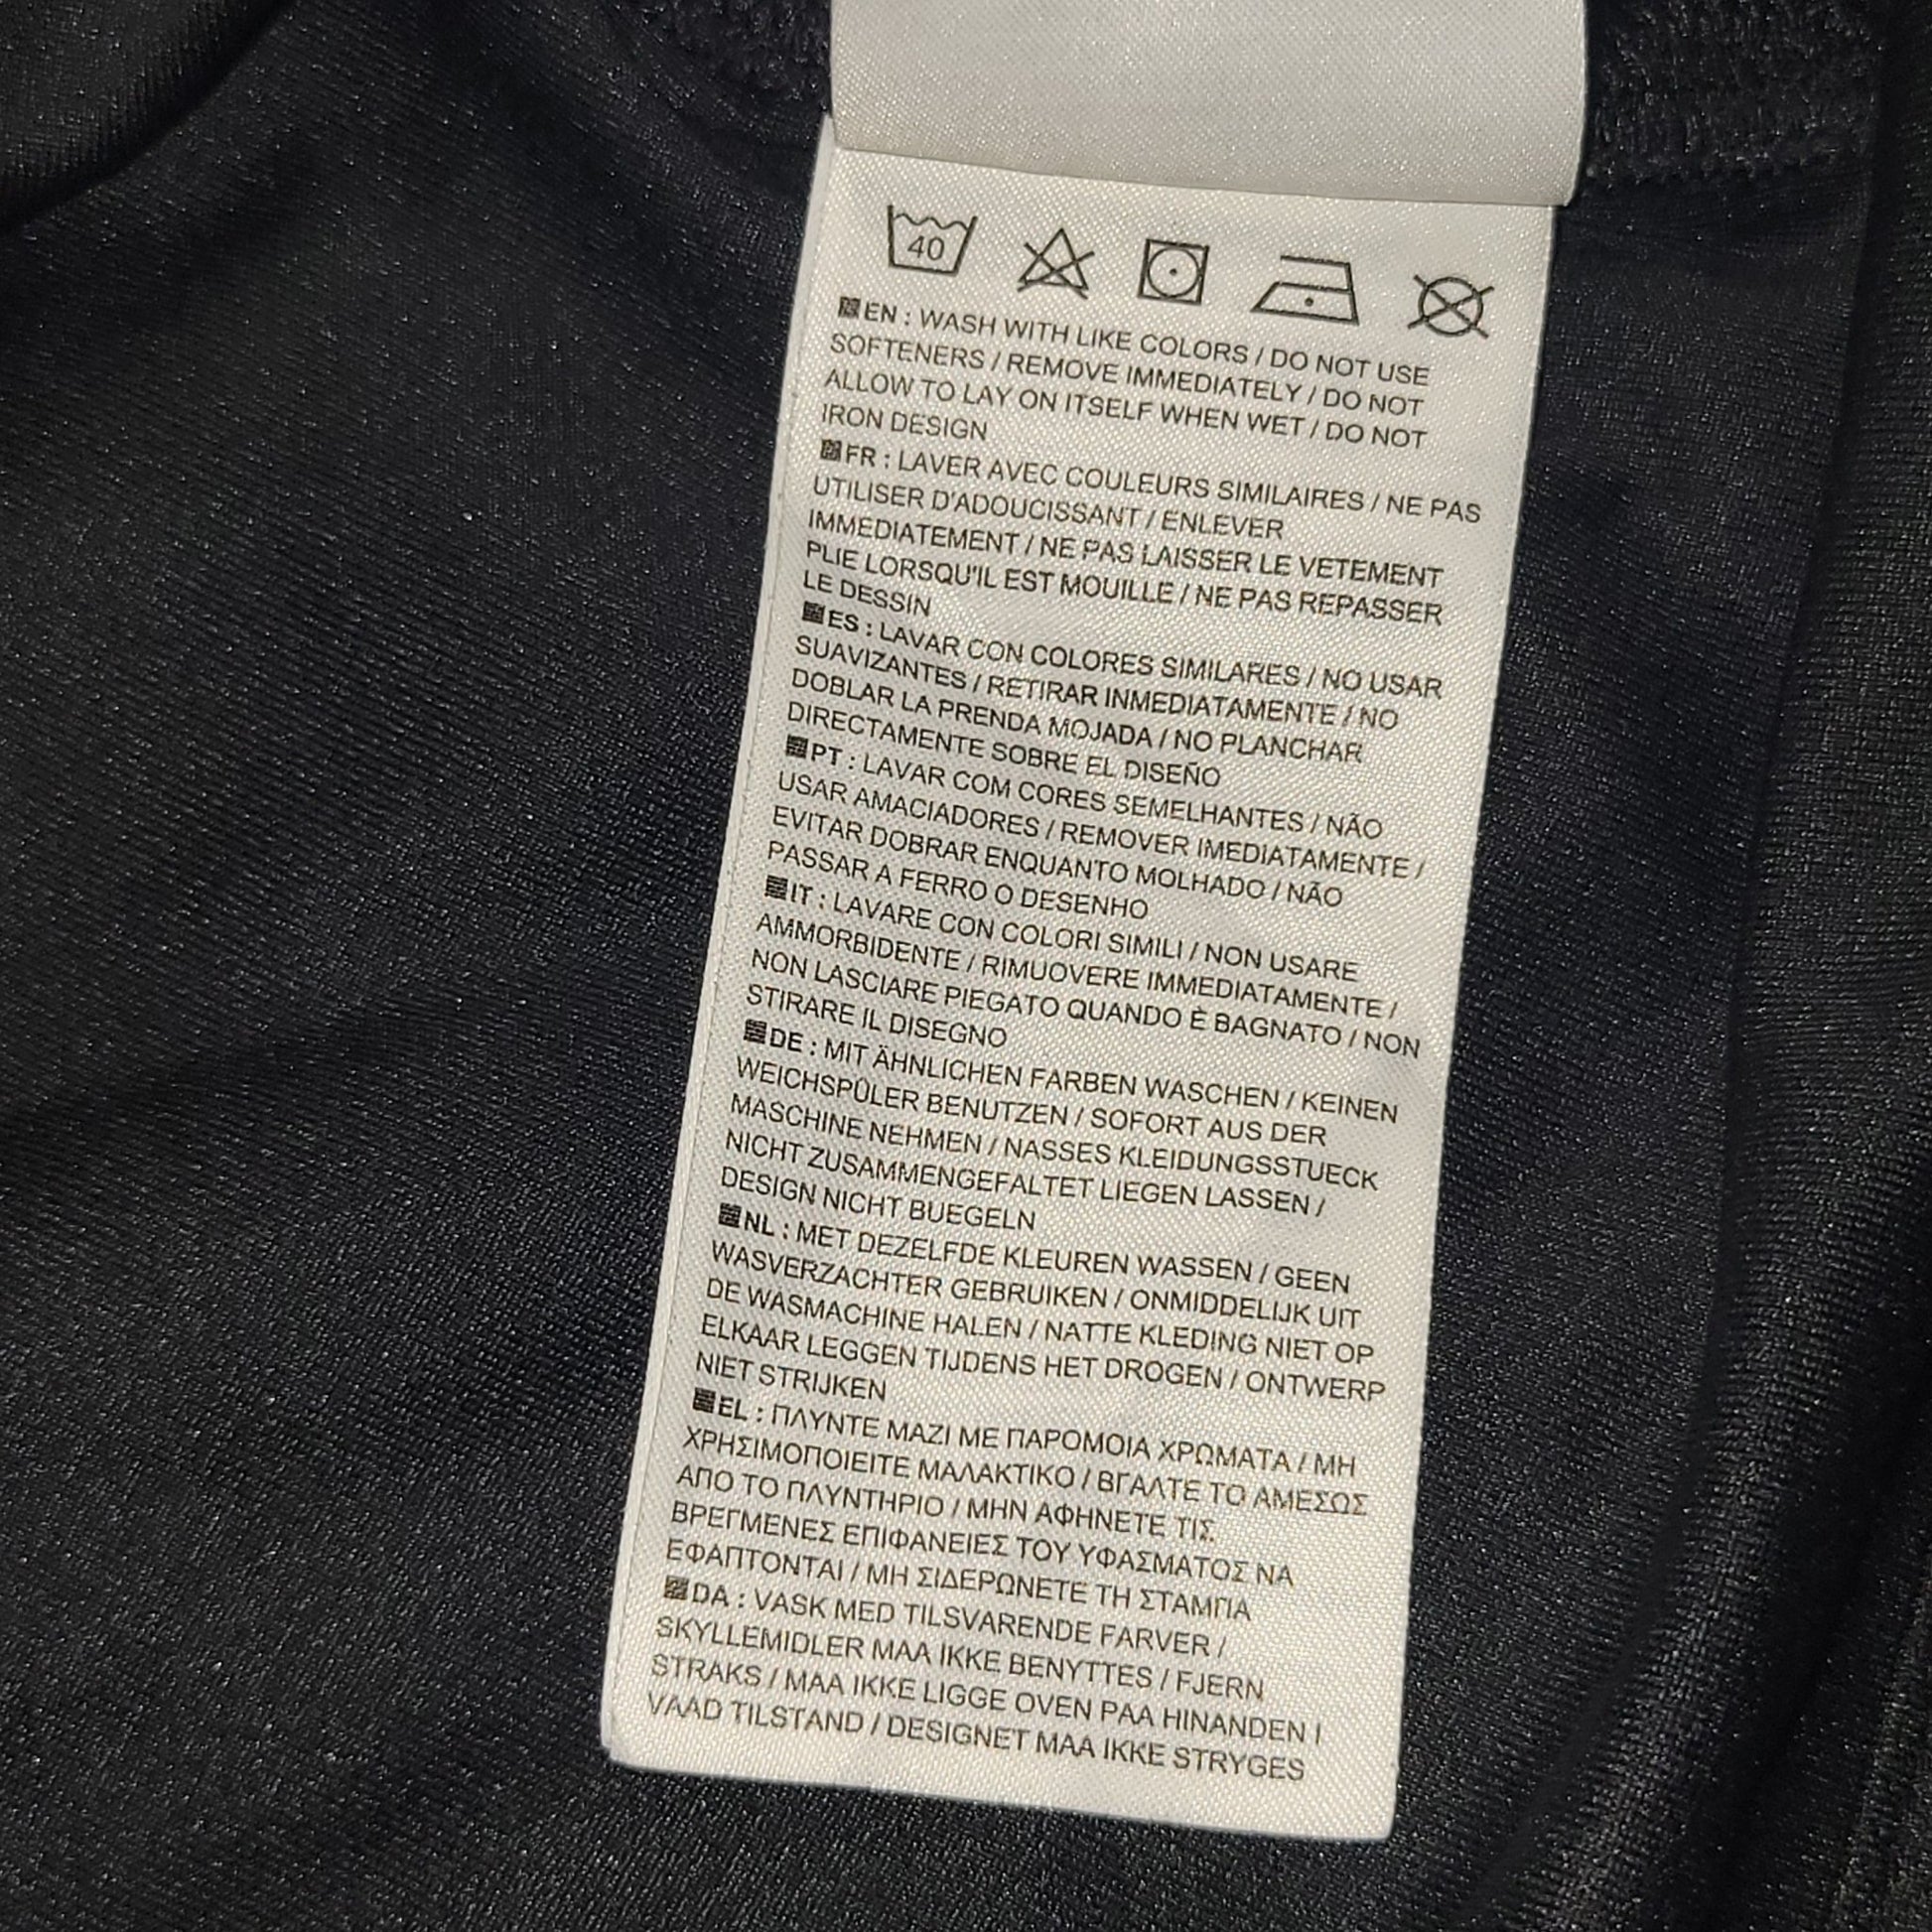 40
EN : WASH WITH LIKE COLORS / DO NOT USE
SOFTENERS / REMOVE IMMEDIATELY / DO NOT
ALLOW TO LAY ON ITSELF WHEN WET / DO NOT
IRON DESIGN
FR : LAVER AVEC COULEURS SIMILAIRES / NE PAS
UTILISER D'ADOUCISSANT / ENLEVER
IMMEDIATEMENT / NE PAS LAISSER LE VETEMENT
PLIE LORSQU'IL EST MOUILLE / NE PAS REPASSER
LE DESSIN
ES : LAVAR CON COLORES SIMILARES / NO USAR
SUAVIZANTES / RETIRAR INMEDIATAMENTE / NO
DOBLAR LA PRENDA MOJADA / NO PLANCHAR
DIRECTAMENTE SOBRE EL DISEÑO
PT : LAVAR COM CORES SEMELHANTES / NÃO
USAR AMACIADORES / REMOVER IMEDIATAMENTE /
EVITAR DOBRAR ENQUANTO MOLHADO / NÃO
PASSAR A FERRO O DESENHO
IT : LAVARE CON COLORI SIMILI / NON USARE
AMMORBIDENTE / RIMUOVERE IMMEDIATAMENTE /
NON LASCIARE PIEGATO QUANDO È BAGNATO / NON
STIRARE IL DISEGNO
DE : MIT ÄHNLICHEN FARBEN WASCHEN / KEINEN
WEICHSPÜLER BENUTZEN / SOFORT AUS DER
MASCHINE NEHMEN / NASSES KLEIDUNGSSTUECK
NICHT ZUSAMMENGEFALTET LIEGEN LASSEN /
DESIGN NICHT BUEGELN
NL : MET DEZELFDE KLEUREN WASSEN / GEEN
WASVERZACHTER GEBRUIKEN / ONMIDDELIJK UIT
DE WASMACHINE HALEN / NATTE KLEDING NIET OP
ELKAAR LEGGEN TIJDENS HET DROGEN / ONTWERP
NIET STRIJKEN
EL : ΠΛΥΝΤΕ ΜΑΖΙ ΜΕ ΠΑΡΟΜΟΙΑ ΧΡΩΜΑΤΑ / ΜΗ
ΧΡΗΣΙΜΟΠΟΙΕΙΤΕ ΜΑΛΑΚΤΙΚΟ / ΒΓΑΛΤΕ ΤΟ ΑΜΕΣΩΣ
ΑΠΟ ΤΟ ΠΛΥΝΤΗΡΙΟ / ΜΗΝ ΑΦΗΝΕΤΕ ΤΙΣ
ΒΡΕΓΜΕΝΕΣ ΕΠΙΦΑΝΕΙΕΣ ΤΟΥ ΥΦΑΣΜΑΤΟΣ ΝΑ
ΕΦΑΠΤΟΝΤΑΙ / ΜΗ ΣΙΔΕΡΩΝΕΤΕ ΤΗ ΣΤΑΜΠΑ
DA : VASK MED TILSVARENDE FARVER /
SKYLLEMIDLER MAA IKKE BENYTTES / FJERN
STRAKS / MAA IKKE LIGGE OVEN PAA HINANDEN I
VAAD TILSTAND / DESIGNET MAA IKKE STRYGES